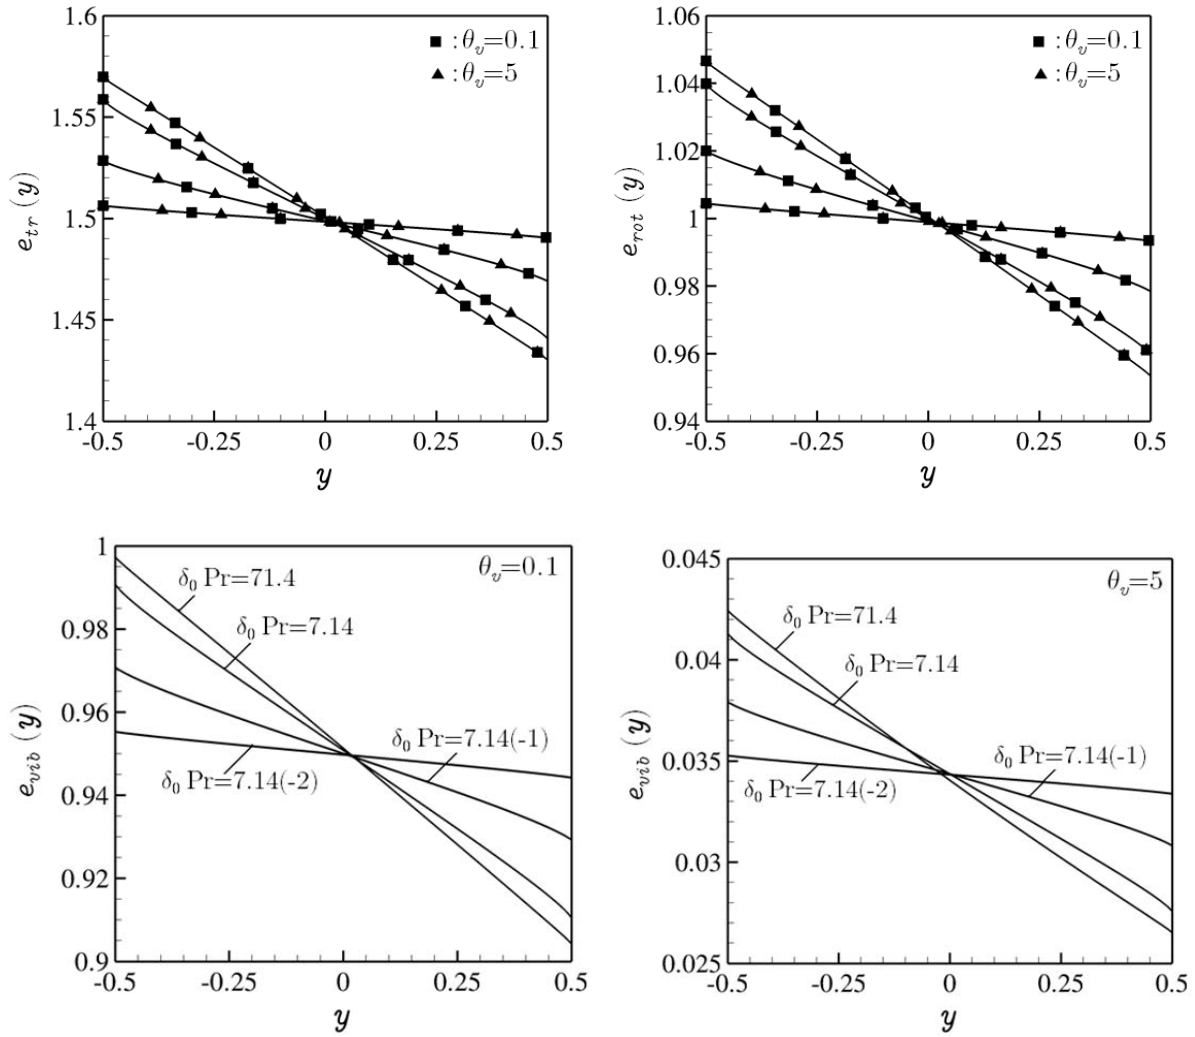 1.6
1.55
1.5
1.45
1.4
e_tr (y)
■ :θ_v=0.1
▲ :θ_v=5
-0.5 -0.25 0 0.25 0.5
y
1.06
1.04
1.02
1
0.98
0.96
0.94
e_rot (y)
■ :θ_v=0.1
▲ :θ_v=5
-0.5 -0.25 0 0.25 0.5
y
1
0.98
0.96
0.94
0.92
0.9
e_vib (y)
θ_v=0.1
δ_0 Pr=71.4
δ_0 Pr=7.14
δ_0 Pr=7.14(-1)
δ_0 Pr=7.14(-2)
-0.5 -0.25 0 0.25 0.5
y
0.045
0.04
0.035
0.03
0.025
e_vib (y)
θ_v=5
δ_0 Pr=71.4
δ_0 Pr=7.14
δ_0 Pr=7.14(-1)
δ_0 Pr=7.14(-2)
-0.5 -0.25 0 0.25 0.5
y